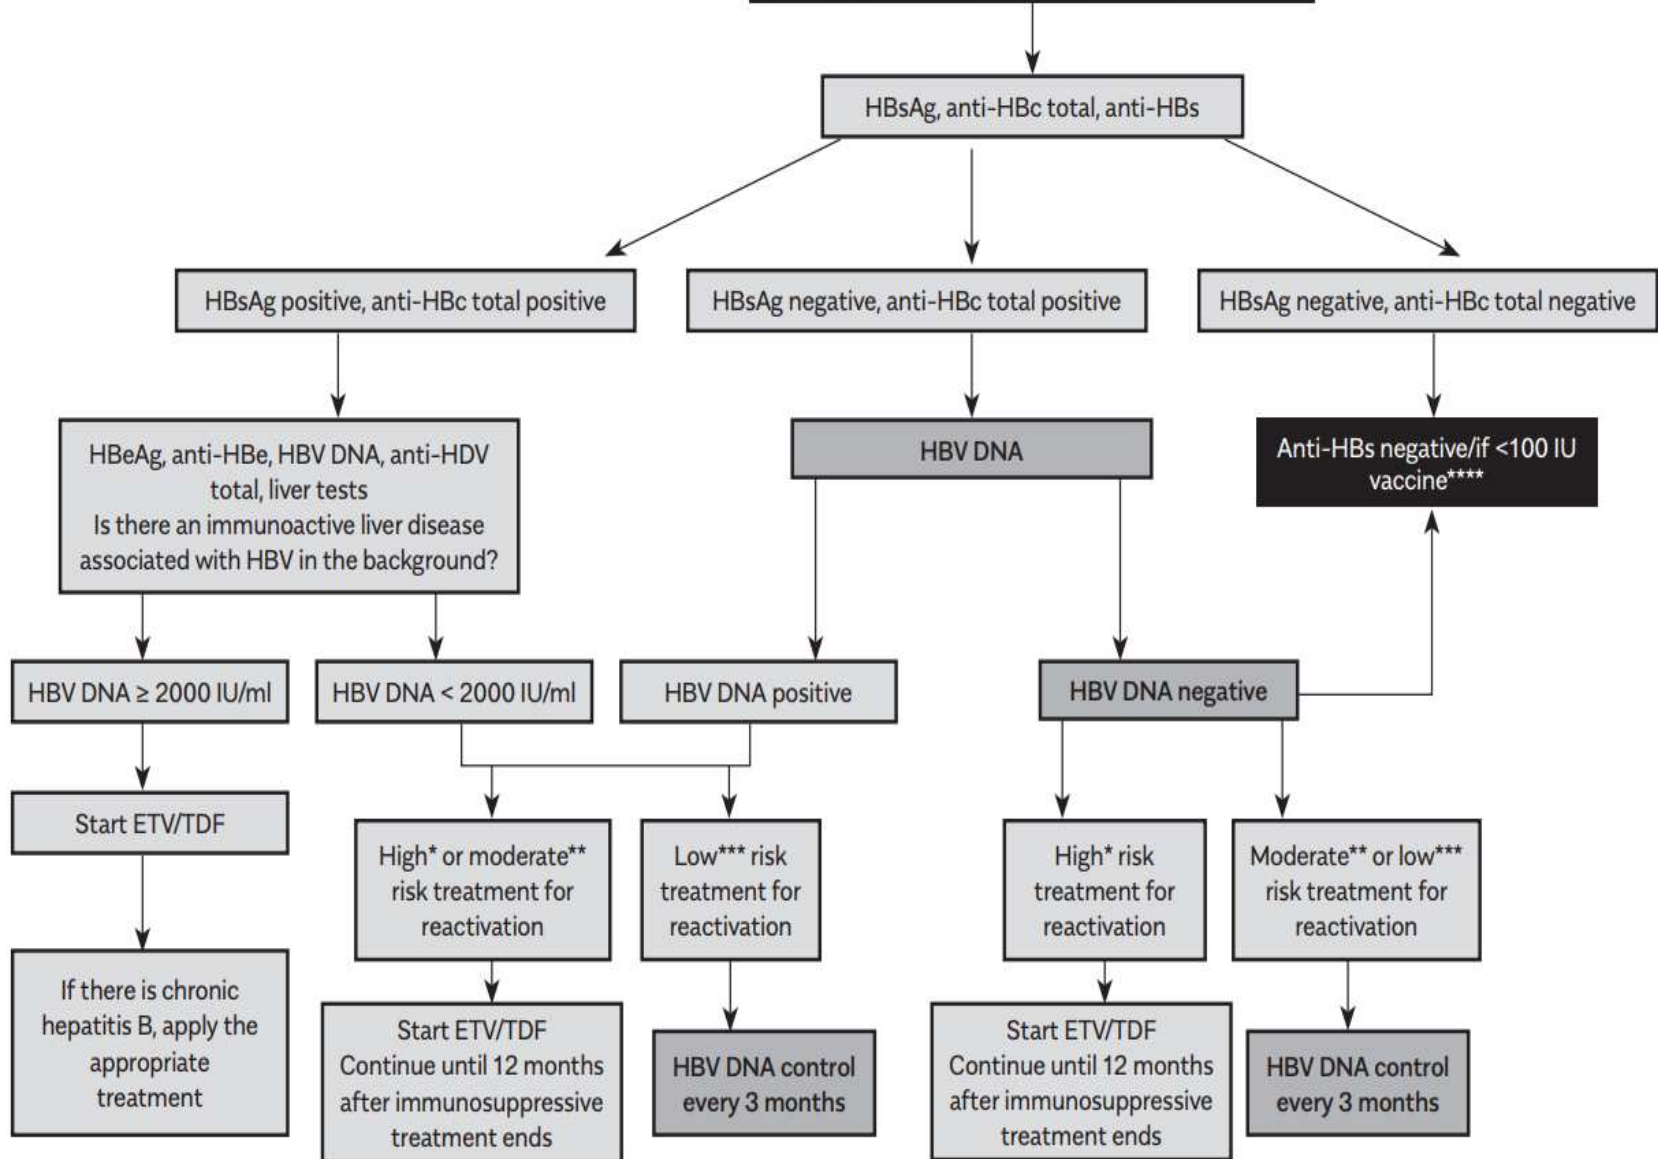 HBsAg, anti-HBc total, anti-HBs
HBsAg positive, anti-HBc total positive
HBsAg negative, anti-HBc total positive
HBsAg negative, anti-HBc total negative
HBeAg, anti-HBe, HBV DNA, anti-HDV
total, liver tests
Is there an immunoactive liver disease
associated with HBV in the background?
HBV DNA
Anti-HBs negative/if <100 IU
vaccine****
HBV DNA ≥ 2000 IU/ml
HBV DNA < 2000 IU/ml
HBV DNA positive
HBV DNA negative
Start ETV/TDF
High* or moderate**
risk treatment for
reactivation
Low*** risk
treatment for
reactivation
High* risk
treatment for
reactivation
Moderate** or low***
risk treatment for
reactivation
If there is chronic
hepatitis B, apply the
appropriate
treatment
Start ETV/TDF
Continue until 12 months
after immunosuppressive
treatment ends
HBV DNA control
every 3 months
Start ETV/TDF
Continue until 12 months
after immunosuppressive
treatment ends
HBV DNA control
every 3 months